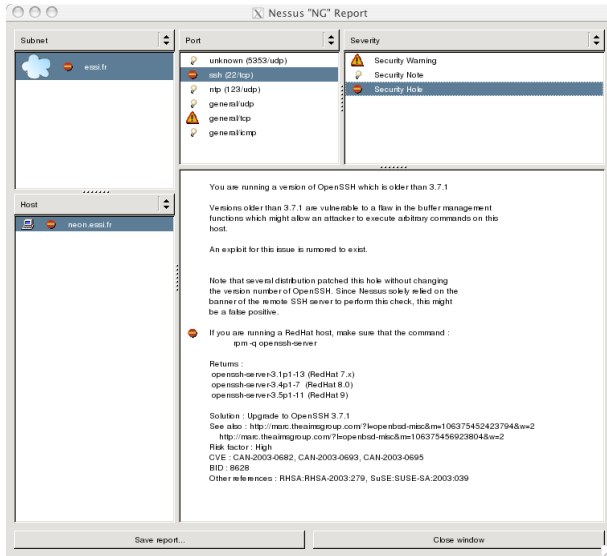 Nessus "NG" Report
Subnet
essi.fr
Port
unknown (5353/udp)
ssh (22/tcp)
ntp (123/udp)
general/udp
general/tcp
general/icmp
Severity
Security Warning
Security Note
Security Hole
Host
neon.essi.fr
You are running a version of OpenSSH which is older than 3.7.1
Versions older than 3.7.1 are vulnerable to a flaw in the buffer management
functions which might allow an attacker to execute arbitrary commands on this
host.
An exploit for this issue is rumored to exist.
Note that several distribution patched this hole without changing
the version number of OpenSSH. Since Nessus solely relied on the
banner of the remote SSH server to perform this check, this might
be a false positive.
If you are running a RedHat host, make sure that the command :
rpm -q openssh-server
Returns :
openssh-server-3.1p1-13 (RedHat 7.x)
openssh-server-3.4p1-7 (RedHat 8.0)
openssh-server-3.5p1-11 (RedHat 9)
Solution : Upgrade to OpenSSH 3.7.1
See also : http://marc.theaimsgroup.com/?l=openbsd-misc&m=106375452423794&w=2
http://marc.theaimsgroup.com/?l=openbsd-misc&m=106375456923804&w=2
Risk factor : High
CVE : CAN-2003-0682, CAN-2003-0693, CAN-2003-0695
BID : 8628
Other references : RHSA:RHSA-2003:279, SuSE:SUSE-SA:2003:039
Save report...
Close window